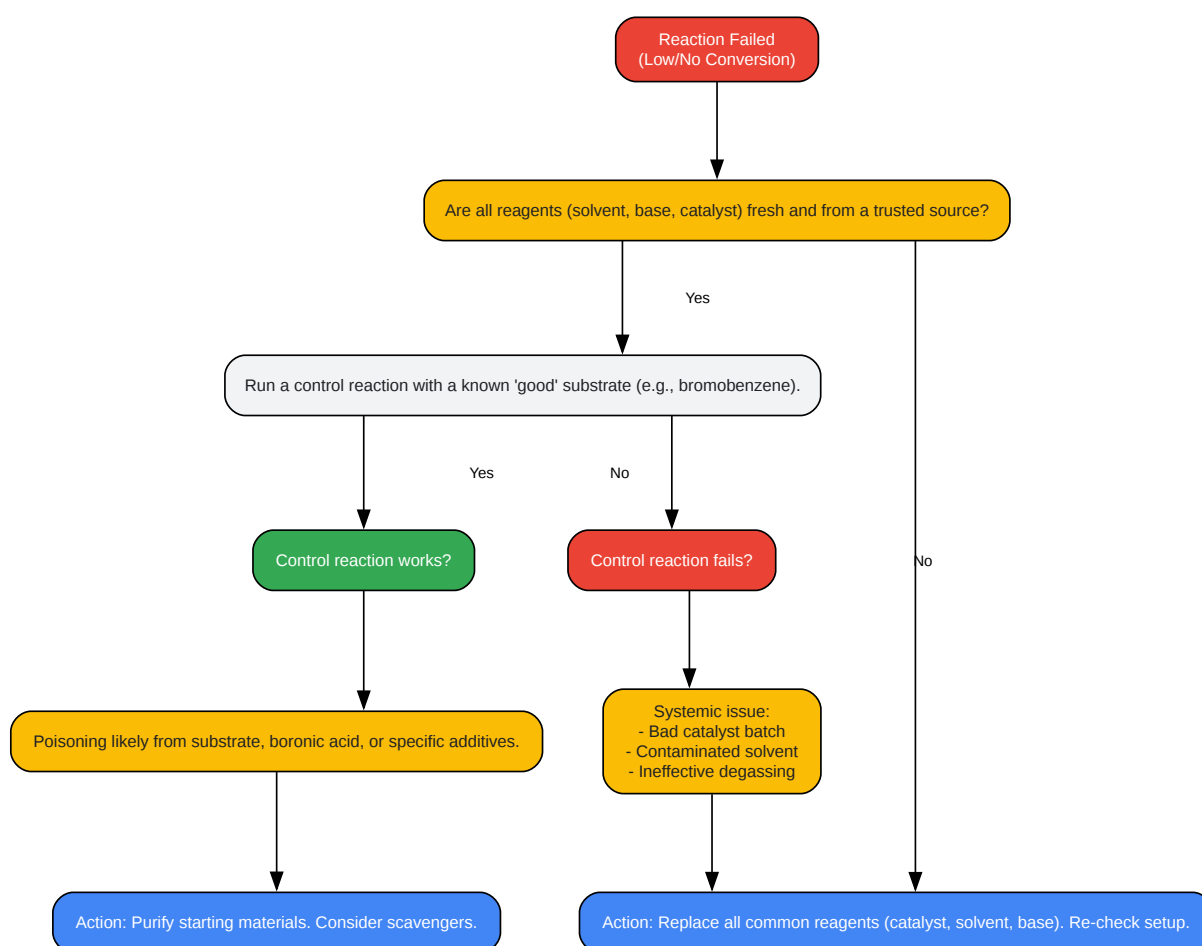 Reaction Failed
(Low/No Conversion)
Are all reagents (solvent, base, catalyst) fresh and from a trusted source?
Yes
Run a control reaction with a known 'good' substrate (e.g., bromobenzene).
Yes
No
Control reaction works?
Control reaction fails?
No
Poisoning likely from substrate, boronic acid, or specific additives.
Systemic issue:
- Bad catalyst batch
- Contaminated solvent
- Ineffective degassing
Action: Purify starting materials. Consider scavengers.
Action: Replace all common reagents (catalyst, solvent, base). Re-check setup.